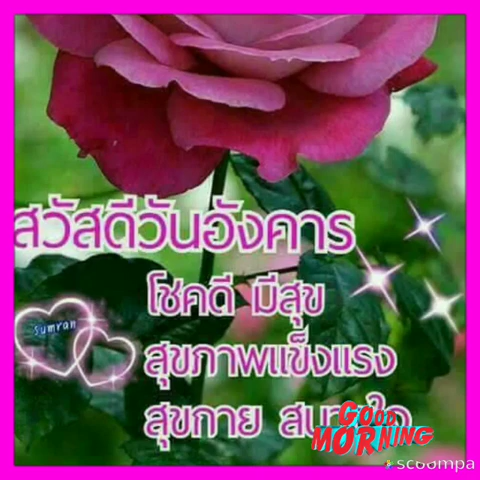 สวัสดีวันอังคาร
โชคดี มีสุข
sumran
สุขภาพแข็งแรง
สุขกาย
GOOD
MORNING
scoompa